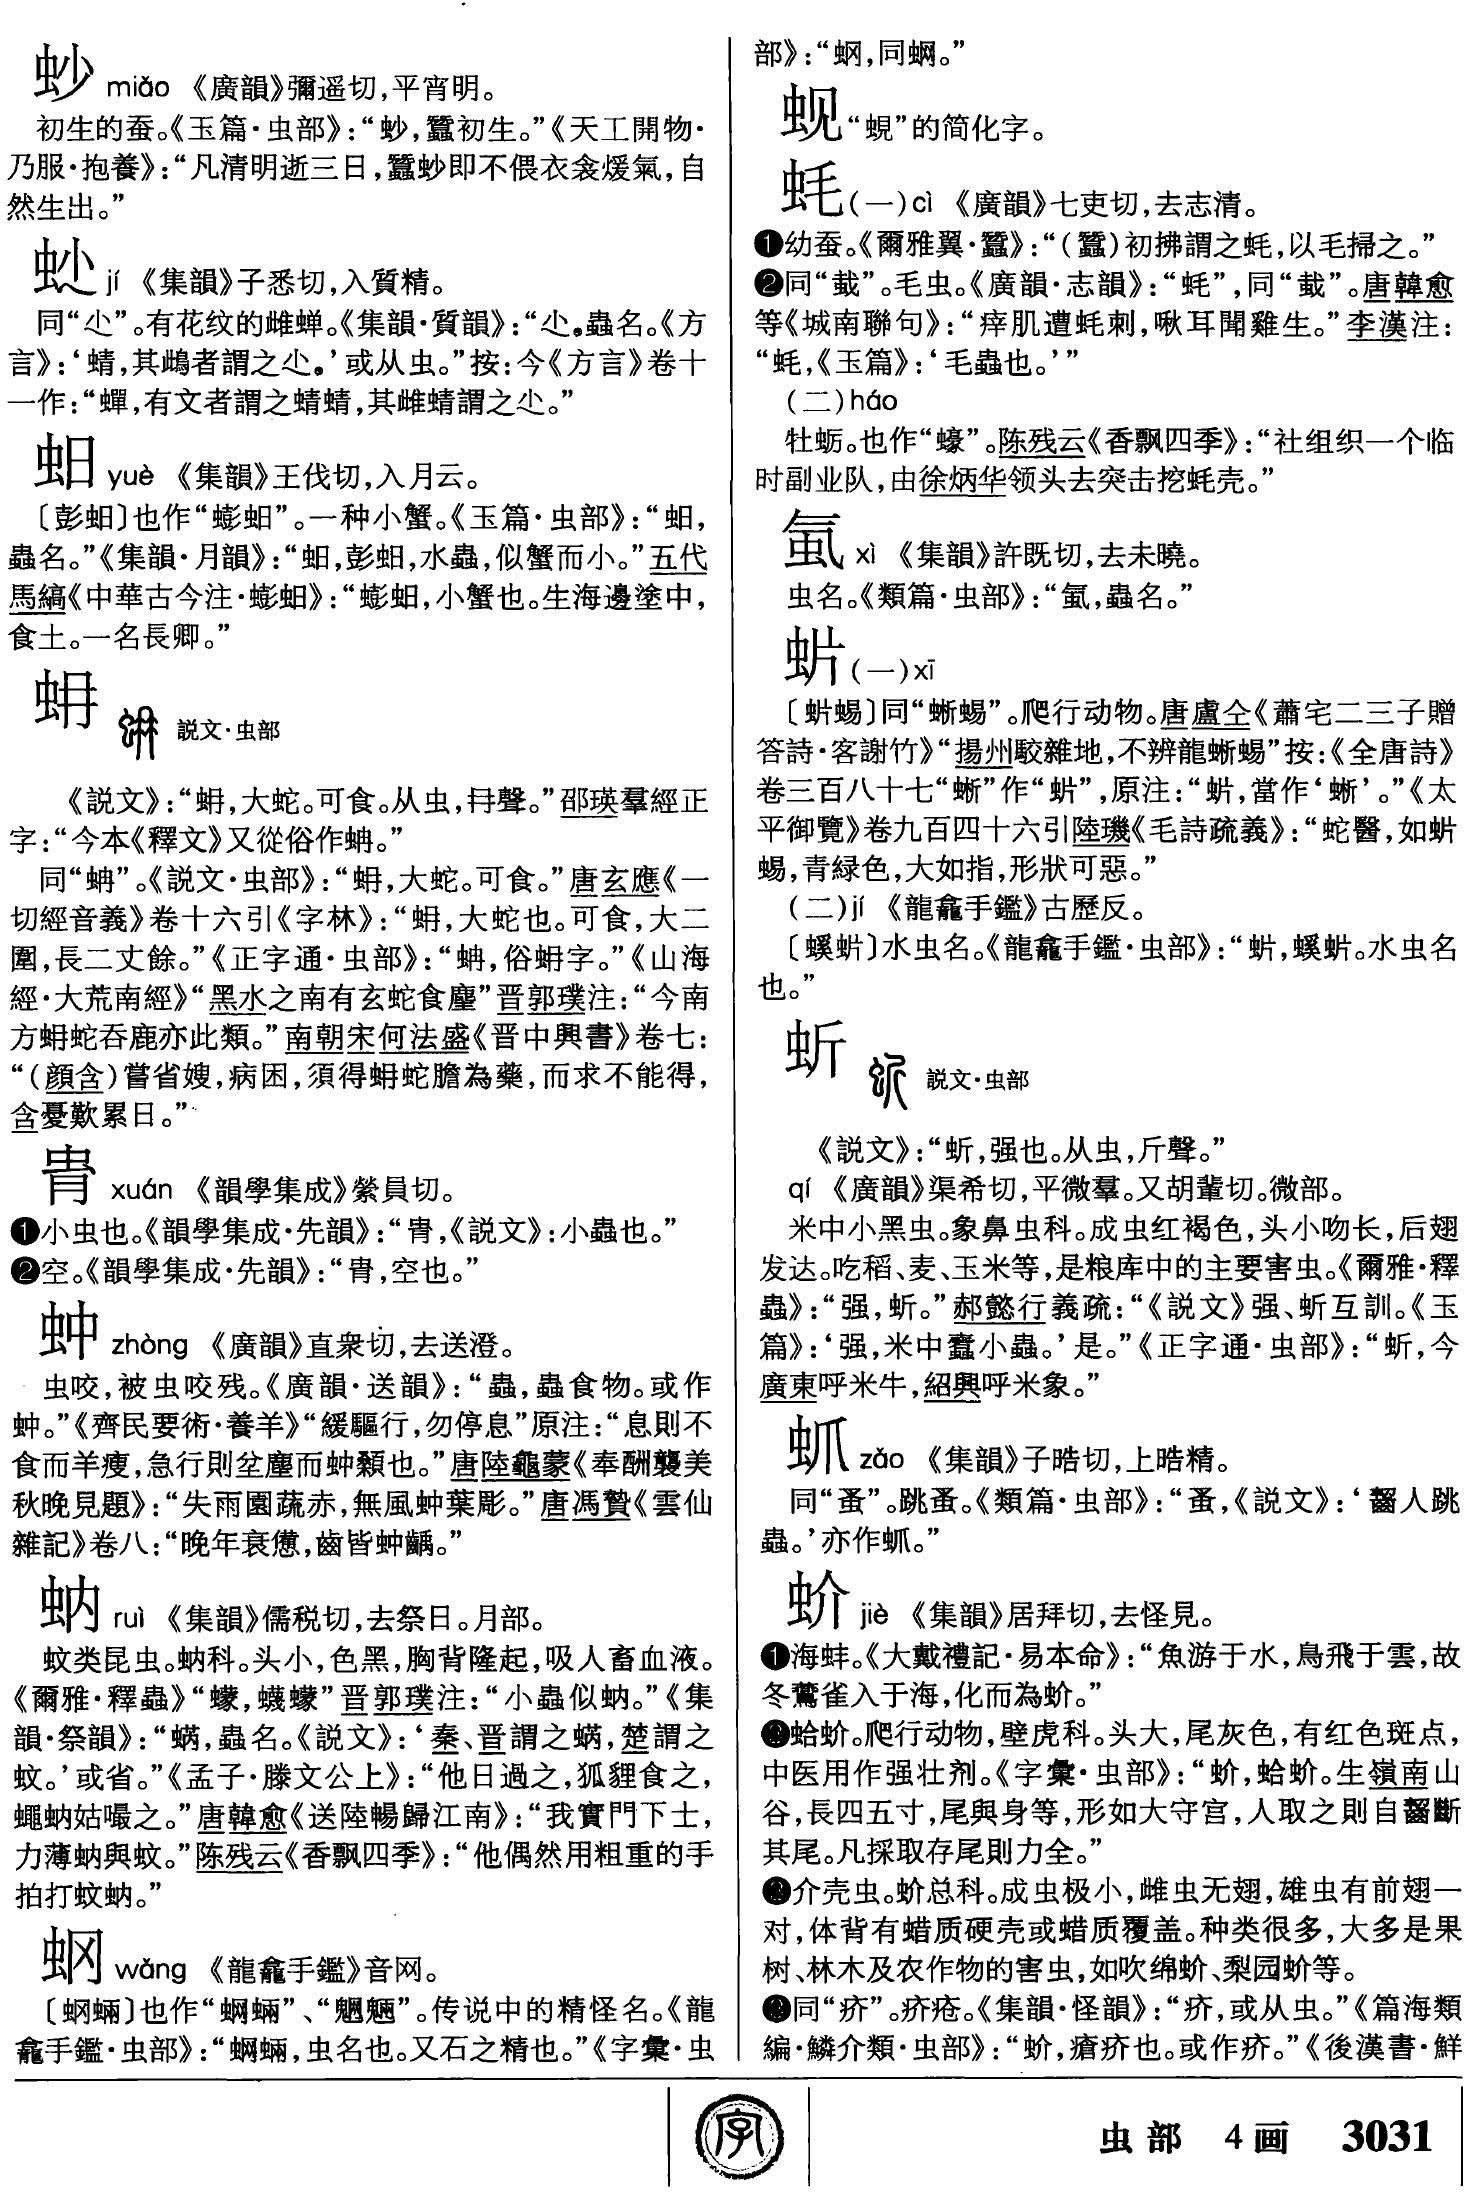 䖢 miǎo 《廣韻》彌遥切，平宵明。
初生的蚕。《玉篇·虫部》：“䖢，蠶初生。”《天工開物·
乃服·抱養》：“凡清明逝三日，蠶䖢即不偎衣衾煖氣，自
然生出。”
jí 《集韻》子悉切，入質精。
同“尐”。有花纹的雌蝉。《集韻·質韻》：“尐，蟲名。《方
言》：‘蜻，其鴟者謂之尐。’或从虫。”按：今《方言》卷十
一作：“蟬，有文者謂之蜻蜻，其雌蜻謂之尐。”
蚎 yuè 《集韻》王伐切，入月云。
〔彭蚎〕也作“蟛蚎”。一种小蟹。《玉篇·虫部》：“蚎，
蟲名。”《集韻·月韻》：“蚎，彭蚎，水蟲，似蟹而小。”五代
馬縞《中華古今注·蟛蚎》：“蟛蚎，小蟹也。生海邊塗中，
食土。一名長卿。”
蚦 説文·虫部
《説文》：“蚦，大蛇。可食。从虫，冄聲。”邵瑛羣經正
字：“今本《釋文》又從俗作蚺。”
同“蚺”。《説文·虫部》：“蚦，大蛇。可食。”唐玄應《一
切經音義》卷十六引《字林》：“蚦，大蛇也。可食，大二
圍，長二丈餘。”《正字通·虫部》：“蚺，俗蚦字。”《山海
經·大荒南經》“黑水之南有玄蛇食麈”晋郭璞注：“今南
方蚦蛇吞鹿亦此類。”南朝宋何法盛《晋中興書》卷七：
“（顔含）嘗省嫂，病困，須得蚦蛇膽為藥，而求不能得，
含憂歎累日。”
xuán 《韻學集成》縈員切。
❶小虫也。《韻學集成·先韻》：“，《説文》：小蟲也。”
❷空。《韻學集成·先韻》：“，空也。”
蚛 zhòng 《廣韻》直衆切，去送澄。
虫咬，被虫咬残。《廣韻·送韻》：“蟲，蟲食物。或作
蚛。”《齊民要術·養羊》“緩驅行，勿停息”原注：“息則不
食而羊瘦，急行則坌塵而蚛顙也。”唐陸龜蒙《奉酬襲美
秋晚見題》：“失雨園蔬赤，無風蚛葉彫。”唐馮贄《雲仙
雜記》卷八：“晚年衰憊，齒皆蚛齲。”
蚋 ruì 《集韻》儒税切，去祭日。月部。
蚊类昆虫。蚋科。头小，色黑，胸背隆起，吸人畜血液。
《爾雅·釋蟲》“蠓，蠛蠓”晋郭璞注：“小蟲似蚋。”《集
韻·祭韻》：“蜹，蟲名。《説文》：‘秦、晋謂之蜹，楚謂之
蚊。’或省。”《孟子·滕文公上》：“他日過之，狐貍食之，
蠅蚋姑嘬之。”唐韓愈《送陸暢歸江南》：“我實門下士，
力薄蚋與蚊。”陈残云《香飘四季》：“他偶然用粗重的手
拍打蚊蚋。”
wǎng 《龍龕手鑑》音网。
〔蜽〕也作“蝄蜽”、“魍魎”。传说中的精怪名。《龍
龕手鑑·虫部》：“蝄蜽，虫名也。又石之精也。”《字彙·虫
部》：“，同蝄。”
蚬 “蜆”的简化字。
蚝 （一）cì 《廣韻》七吏切，去志清。
❶幼蚕。《爾雅翼·蠶》：“（蠶）初拂謂之蚝，以毛掃之。”
❷同“蛓”。毛虫。《廣韻·志韻》：“蚝”，同“蛓”。唐韓愈
等《城南聯句》：“痒肌遭蚝刺，啾耳聞雞生。”李漢注：
“蚝，《玉篇》：‘毛蟲也。’”
（二）háo
牡蛎。也作“蠔”。陈残云《香飘四季》：“社组织一个临
时副业队，由徐炳华领头去突击挖蚝壳。”
xì 《集韻》許既切，去未曉。
虫名。《類篇·虫部》：“，蟲名。”
（一）xī
〔蜴〕同“蜥蜴”。爬行动物。唐盧仝《蕭宅二三子贈
答詩·客謝竹》“揚州駮雜地，不辨龍蜥蜴”按：《全唐詩》
卷三百八十七“蜥”作“”，原注：“，當作‘蜥’。”《太
平御覽》卷九百四十六引陸璣《毛詩疏義》：“蛇醫，如
蜴，青緑色，大如指，形狀可惡。”
（二）jí 《龍龕手鑑》古歷反。
〔螇〕水虫名。《龍龕手鑑·虫部》：“，螇。水虫名
也。”
蚚 説文·虫部
《説文》：“蚚，强也。从虫，斤聲。”
qí 《廣韻》渠希切，平微羣。又胡輩切。微部。
米中小黑虫。象鼻虫科。成虫红褐色，头小吻长，后翅
发达。吃稻、麦、玉米等，是粮库中的主要害虫。《爾雅·釋
蟲》：“强，蚚。”郝懿行義疏：“《説文》强、蚚互訓。《玉
篇》：‘强，米中蠹小蟲。’是。”《正字通·虫部》：“蚚，今
廣東呼米牛，紹興呼米象。”
䖣 zǎo 《集韻》子晧切，上晧精。
同“蚤”。跳蚤。《類篇·虫部》：“蚤，《説文》：‘齧人跳
蟲。’亦作䖣。”
蚧 jiè 《集韻》居拜切，去怪見。
❶海蚌。《大戴禮記·易本命》：“魚游于水，鳥飛于雲，故
冬鷰雀入于海，化而為蚧。”
❷蛤蚧。爬行动物，壁虎科。头大，尾灰色，有红色斑点，
中医用作强壮剂。《字彙·虫部》：“蚧，蛤蚧。生嶺南山
谷，長四五寸，尾與身等，形如大守宫，人取之則自齧斷
其尾。凡採取存尾則力全。”
❸介壳虫。蚧总科。成虫极小，雌虫无翅，雄虫有前翅一
对，体背有蜡质硬壳或蜡质覆盖。种类很多，大多是果
树、林木及农作物的害虫，如吹绵蚧、梨园蚧等。
❹同“疥”。疥疮。《集韻·怪韻》：“疥，或从虫。”《篇海類
編·鱗介類·虫部》：“蚧，瘡疥也。或作疥。”《後漢書·鮮
字
虫部 4画 3031